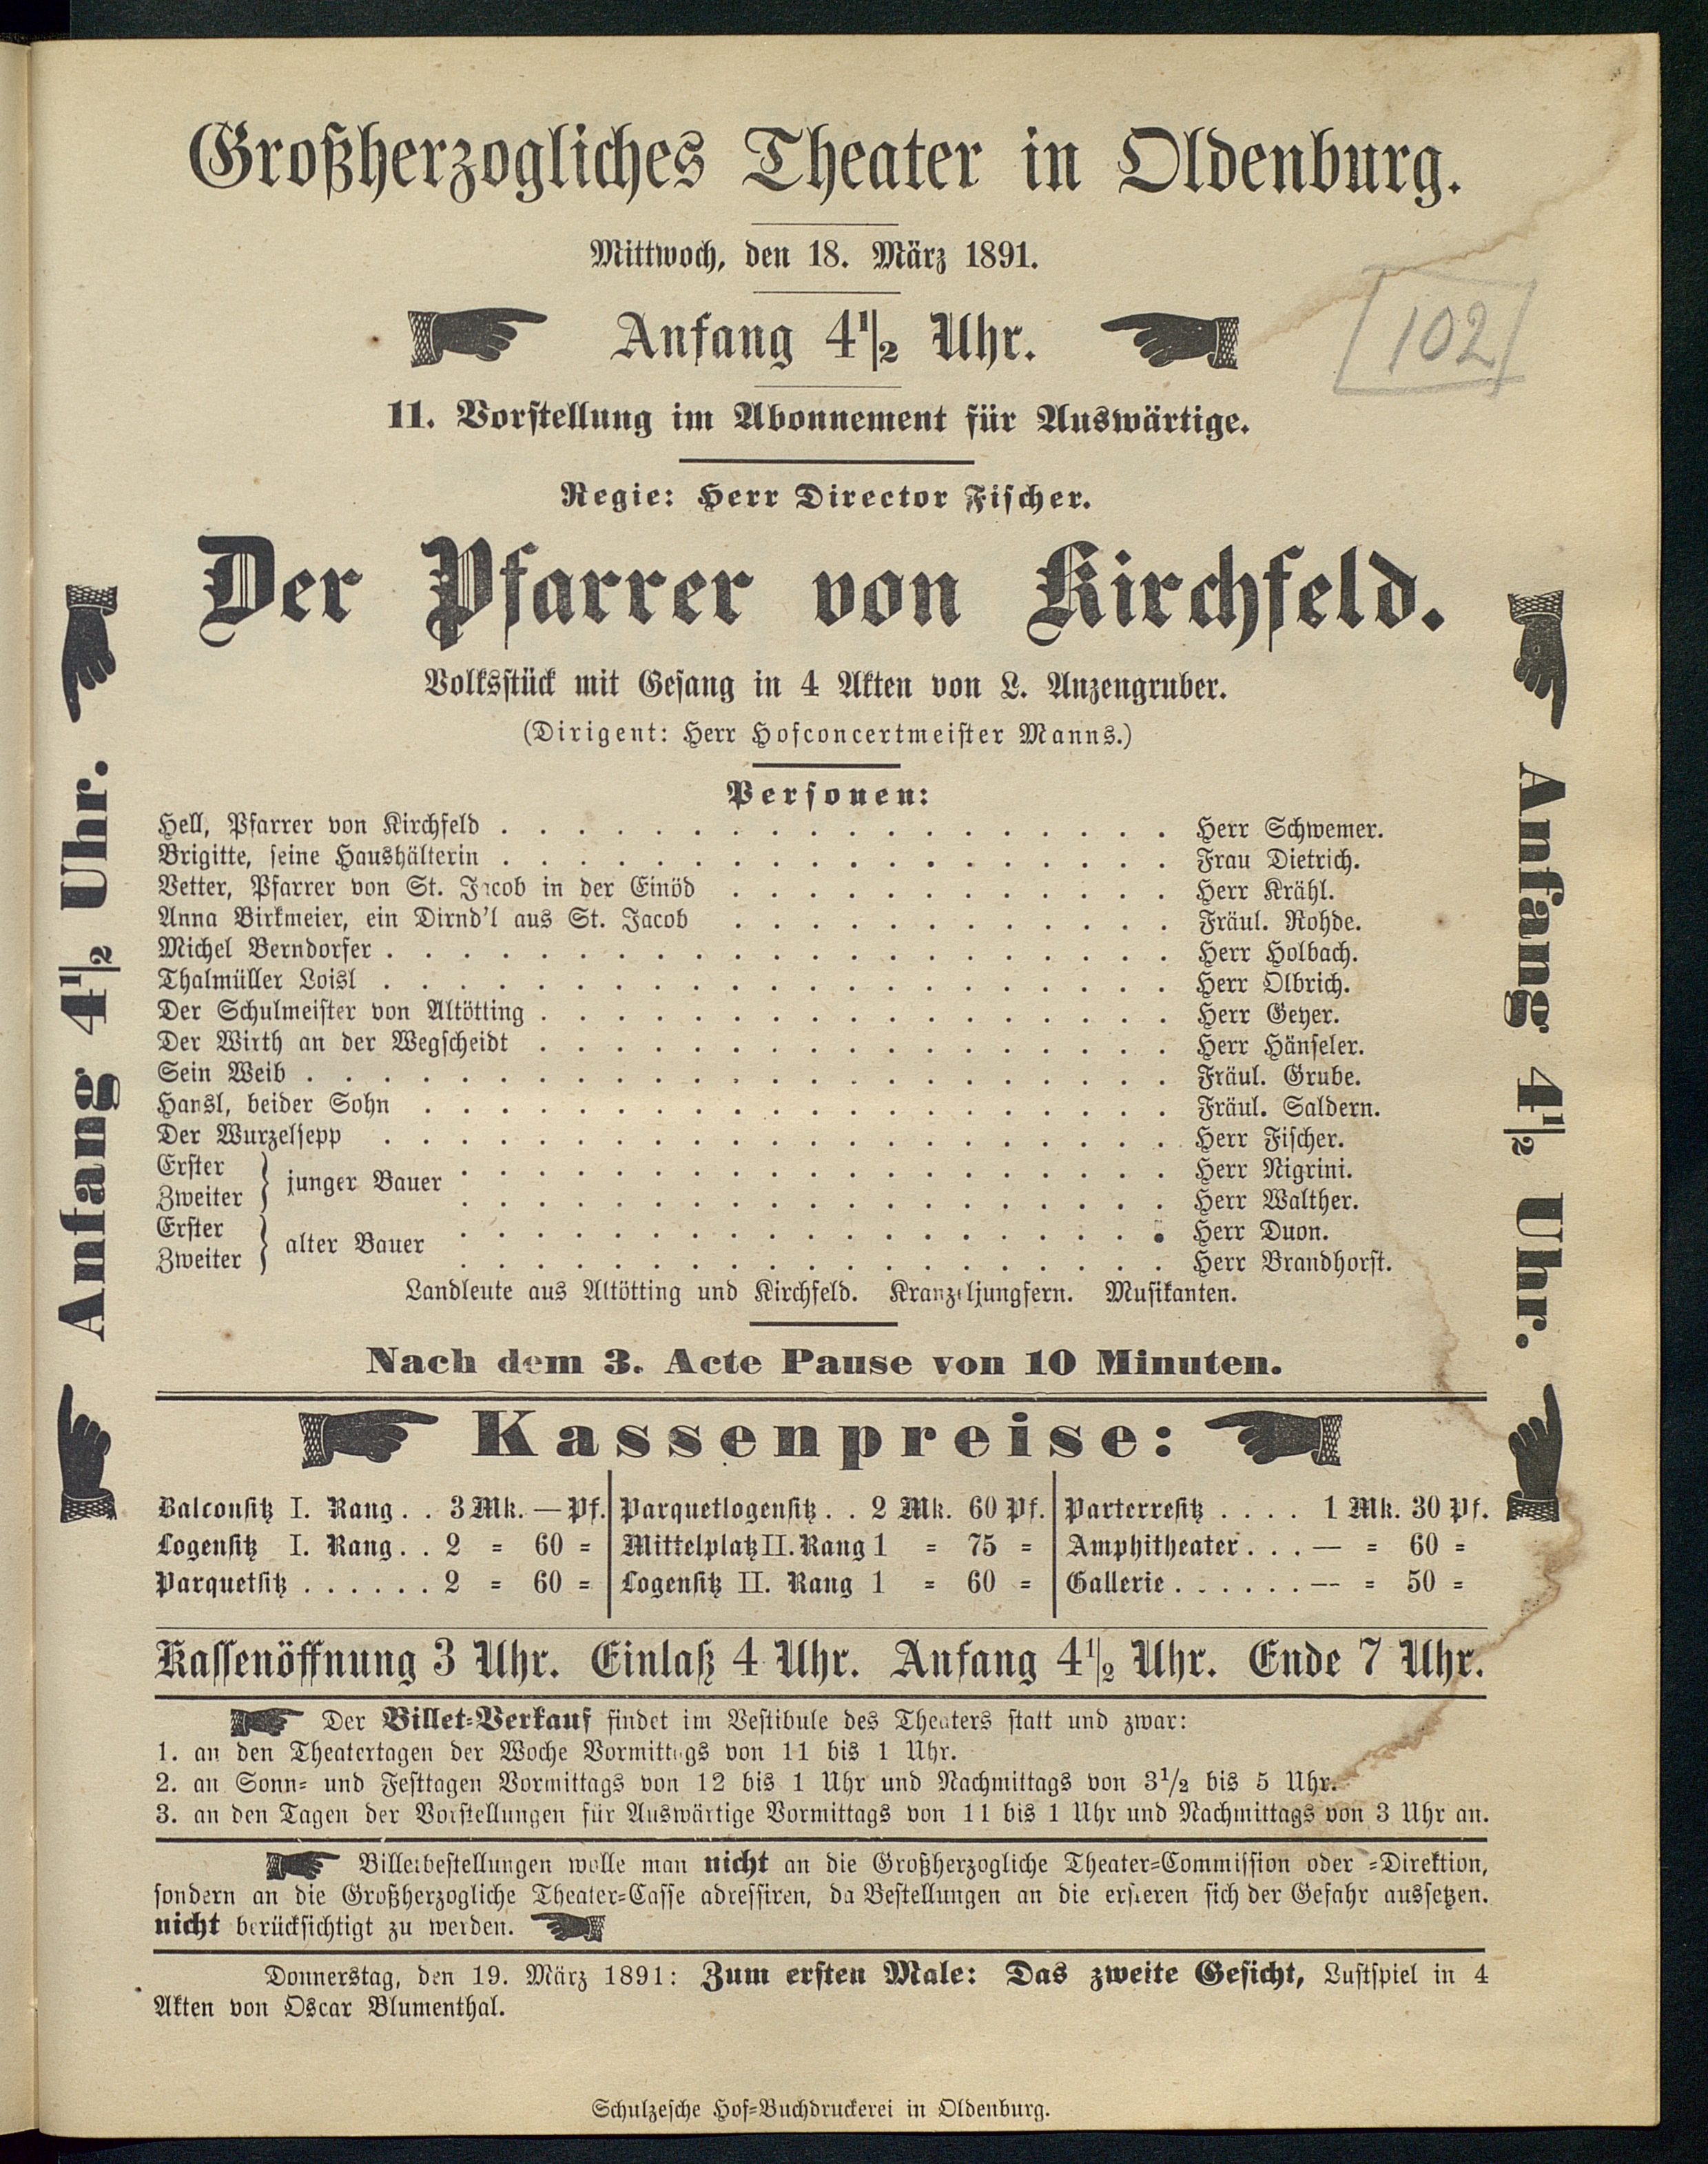 Großherzogliches Theater in Oldenburg.
Mittwoch, den 18. März 1891.
Anfang 4½ Uhr.
102
11. Vorstellung im Abonnement für Auswärtige.
Regie: Herr Director Fischer.
Der Pfarrer von Kirchfeld.
Volksstück mit Gesang in 4 Akten von L. Anzengruber.
(Dirigent: Herr Hofconcertmeister Manns.)
Personen:
Hell, Pfarrer von Kirchfeld . . . . . Herr Schwemer.
Brigitte, seine Haushälterin . . . . . Frau Dietrich.
Vetter, Pfarrer von St. Jacob in der Einöd . . . . . Herr Krähl.
Anna Birkmeier, ein Dirnd'l aus St. Jacob . . . . . Fräul. Rohde.
Michel Berndorfer . . . . . Herr Holbach.
Thalmüller Loisl . . . . . Herr Olbrich.
Der Schulmeister von Altötting . . . . . Herr Geyer.
Der Wirth an der Wegscheidt . . . . . Herr Hänseler.
Sein Weib . . . . . Fräul. Grube.
Hansl, beider Sohn . . . . . Fräul. Saldern.
Der Wurzelsepp . . . . . Herr Fischer.
Erster } junger Bauer . . . . . Herr Nigrini.
Zweiter } . . . . . Herr Walther.
Erster } alter Bauer . . . . . Herr Duon.
Zweiter } . . . . . Herr Brandhorst.
Landleute aus Altötting und Kirchfeld. Kranzeljungfern. Musikanten.
Nach dem 3. Acte Pause von 10 Minuten.
Anfang 4½ Uhr.
Anfang 4½ Uhr.
Kassenpreise:
Balconsitz I. Rang . . 3 Mk. — Pf. Parquetlogensitz . . 2 Mk. 60 Pf. Parterresitz . . . . 1 Mk. 30 Pf.
Logensitz I. Rang . . 2 = 60 = Mittelplatz II. Rang 1 = 75 = Amphitheater . . . — = 60 =
Parquetsitz . . . . . . 2 = 60 = Logensitz II. Rang 1 = 60 = Gallerie . . . . . . — = 50 =
Kassenöffnung 3 Uhr. Einlaß 4 Uhr. Anfang 4½ Uhr. Ende 7 Uhr.
Der Billet=Verkauf findet im Vestibule des Theaters statt und zwar:
1. an den Theatertagen der Woche Vormittags von 11 bis 1 Uhr.
2. an Sonn= und Festtagen Vormittags von 12 bis 1 Uhr und Nachmittags von 3½ bis 5 Uhr.
3. an den Tagen der Vorstellungen für Auswärtige Vormittags von 11 bis 1 Uhr und Nachmittags von 3 Uhr an.
Billetbestellungen wolle man nicht an die Großherzogliche Theater=Commission oder =Direktion,
sondern an die Großherzogliche Theater=Casse adressiren, da Bestellungen an die ersteren sich der Gefahr aussetzen.
nicht berücksichtigt zu werden.
Donnerstag, den 19. März 1891: Zum ersten Male: Das zweite Gesicht, Lustspiel in 4
Akten von Oscar Blumenthal.
Schulzesche Hof=Buchdruckerei in Oldenburg.